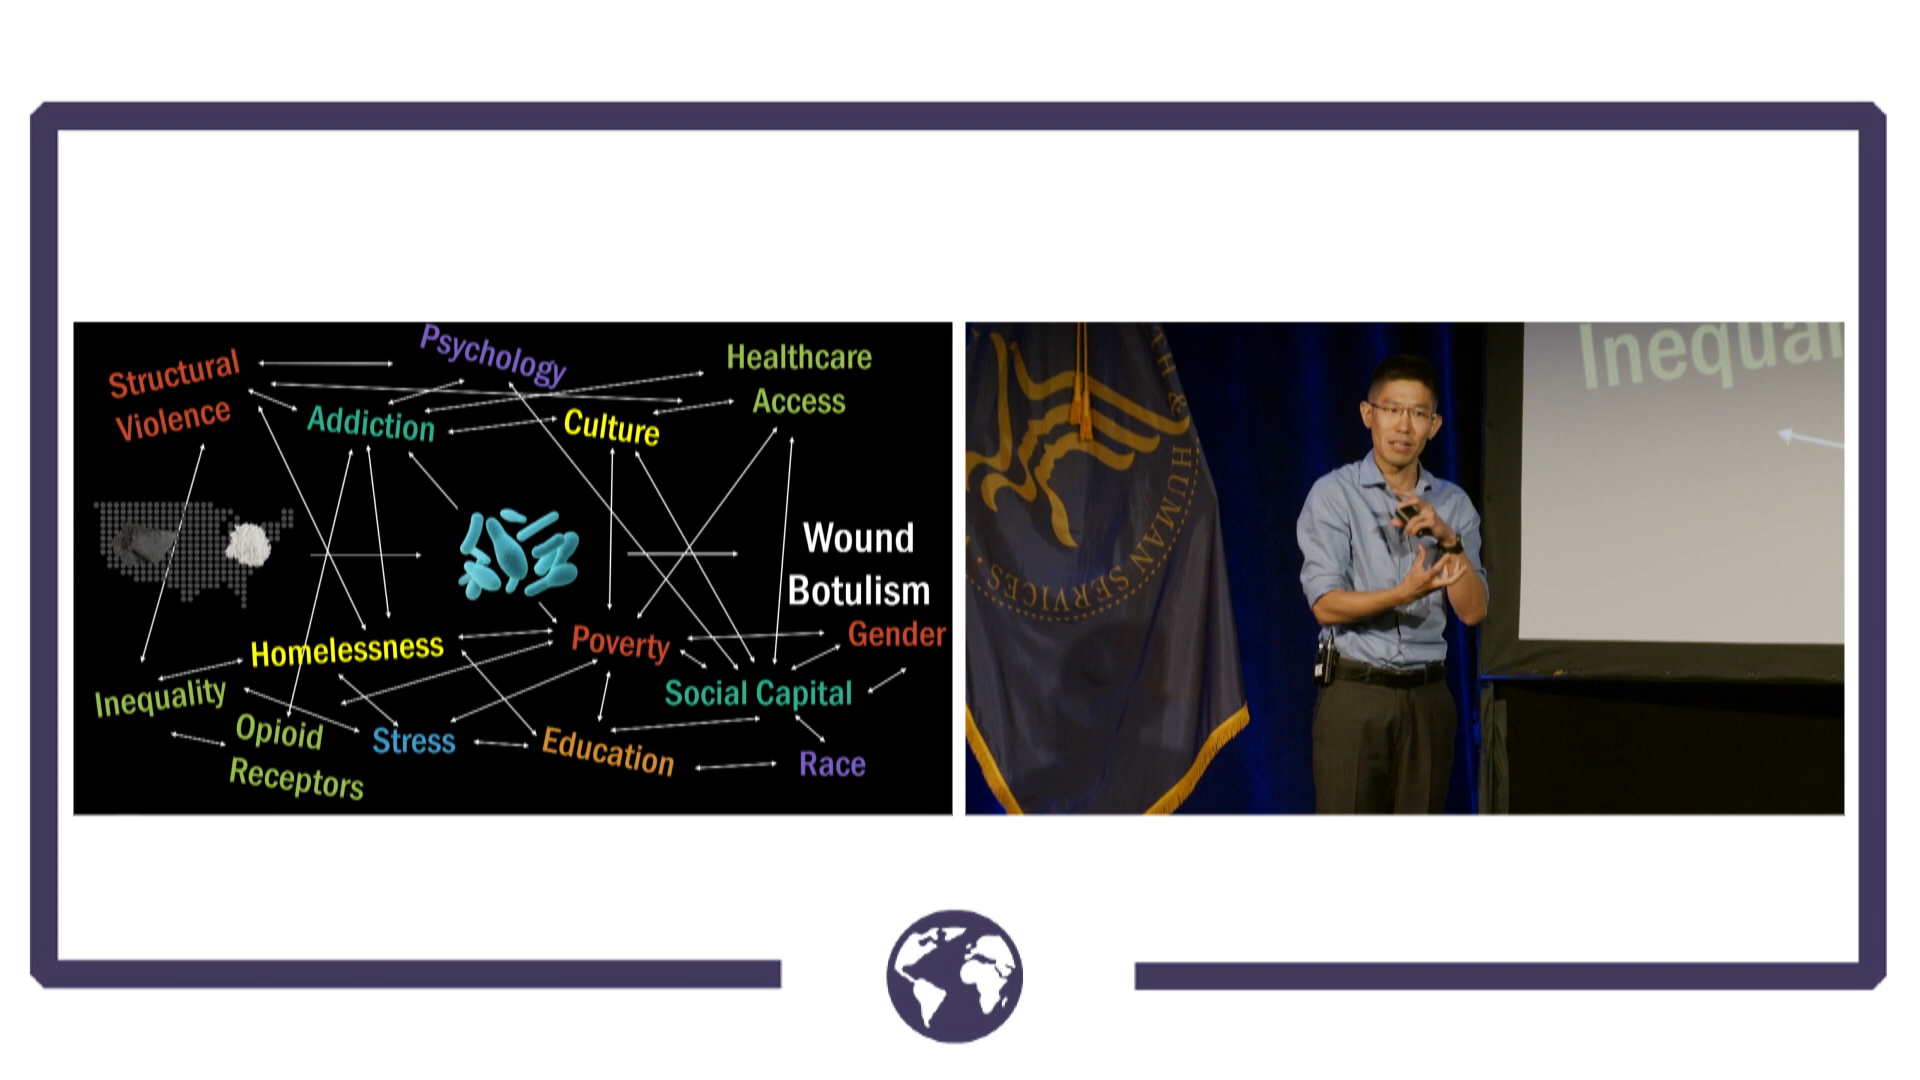 Psychology
Structural
Violence
Healthcare
Access
Addiction
Culture
Wound
Botulism
Homelessness
Poverty
Gender
Inequality
Social Capital
Opioid
Receptors
Stress
Education
Race
HUMAN SERVICES
Inequal